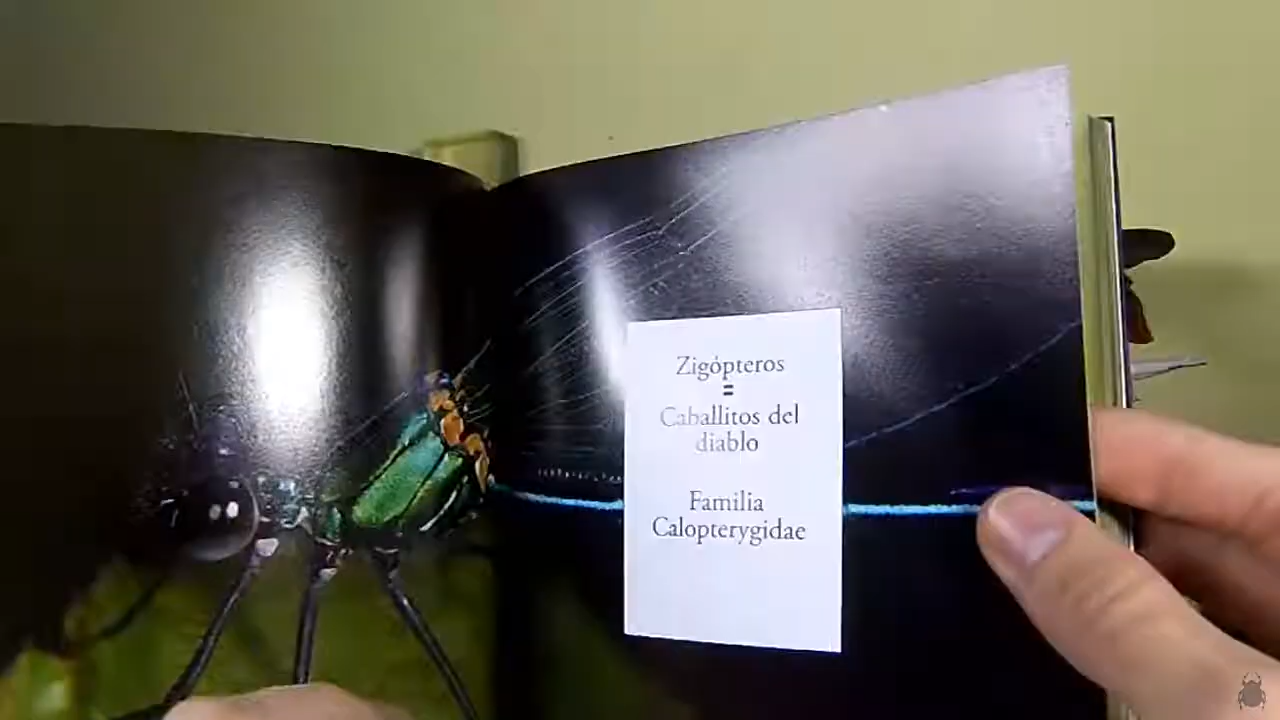 Zigópteros
=
Caballitos del
diablo
Familia
Calopterygidae